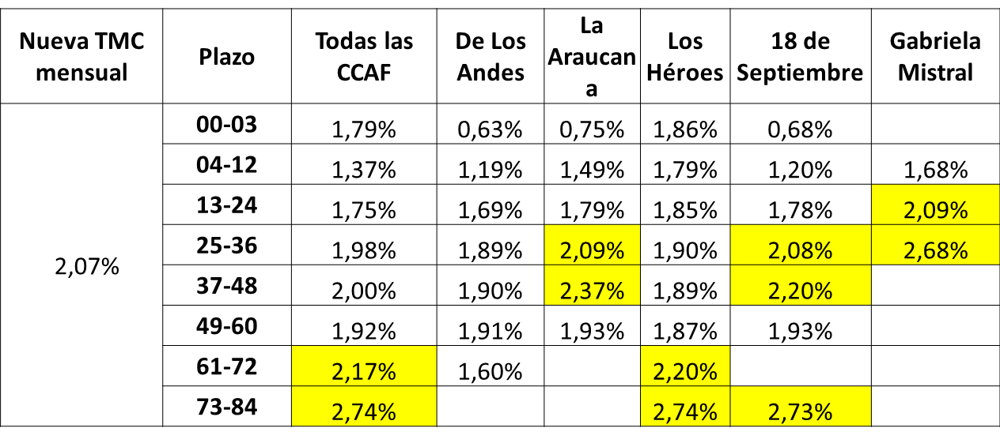 Nueva TMC mensual | Plazo | Todas las CCAF | De Los Andes | La Araucana | Los Héroes | 18 de Septiembre | Gabriela Mistral
2,07% | 00-03 | 1,79% | 0,63% | 0,75% | 1,86% | 0,68% |
04-12 | 1,37% | 1,19% | 1,49% | 1,79% | 1,20% | 1,68%
13-24 | 1,75% | 1,69% | 1,79% | 1,85% | 1,78% | 2,09%
25-36 | 1,98% | 1,89% | 2,09% | 1,90% | 2,08% | 2,68%
37-48 | 2,00% | 1,90% | 2,37% | 1,89% | 2,20% |
49-60 | 1,92% | 1,91% | 1,93% | 1,87% | 1,93% |
61-72 | 2,17% | 1,60% | | 2,20% | |
73-84 | 2,74% | | | 2,74% | 2,73% |